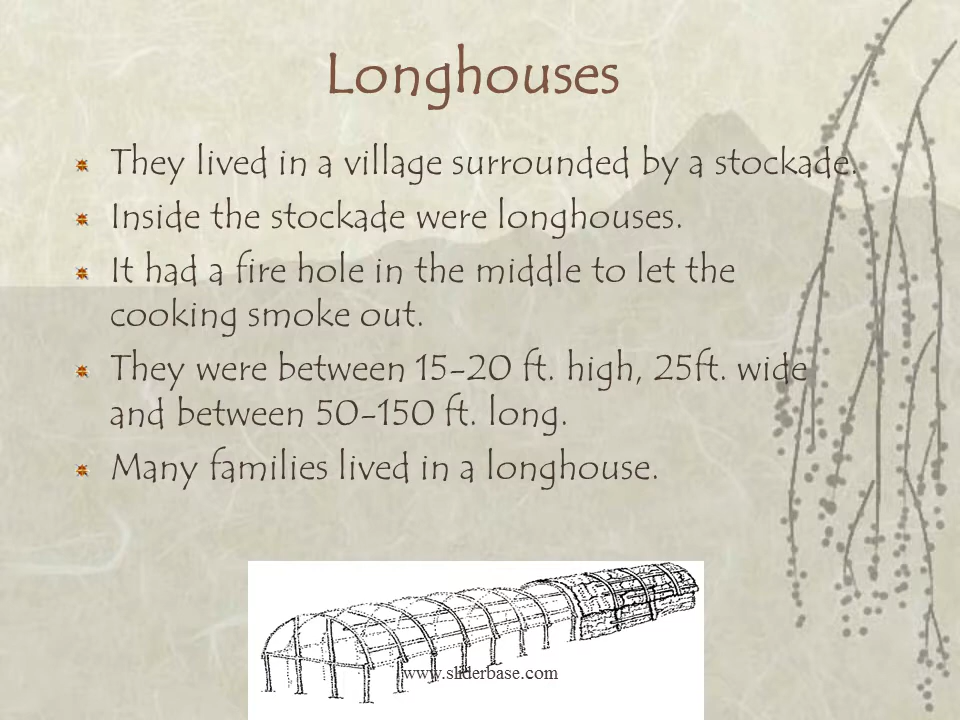 Longhouses
They lived in a village surrounded by a stockade.
Inside the stockade were longhouses.
It had a fire hole in the middle to let the
cooking smoke out.
They were between 15-20 ft. high, 25ft. wide
and between 50-150 ft. long.
Many families lived in a longhouse.
www.sliderbase.com